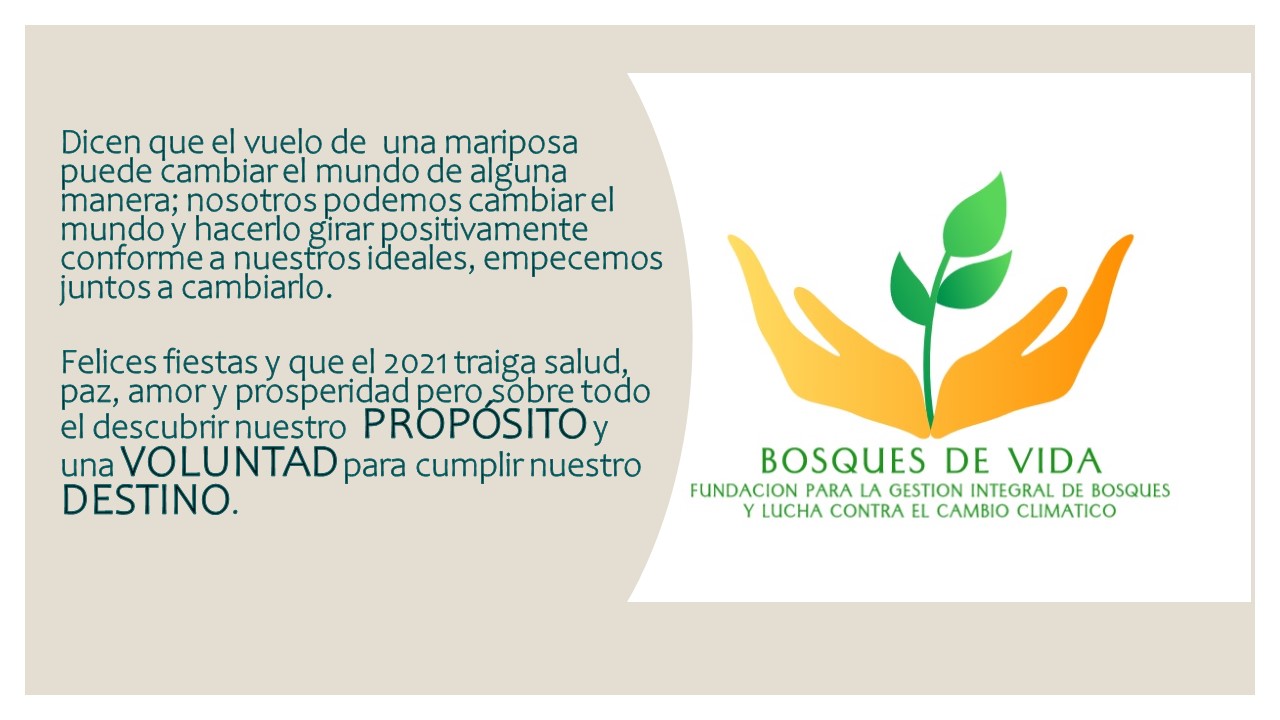 Dicen que el vuelo de una mariposa
puede cambiar el mundo de alguna
manera; nosotros podemos cambiar el
mundo y hacerlo girar positivamente
conforme a nuestros ideales, empecemos
juntos a cambiarlo.
Felices fiestas y que el 2021 traiga salud,
paz, amor y prosperidad pero sobre todo
el descubrir nuestro PROPÓSITO y
una VOLUNTAD para cumplir nuestro
DESTINO.
BOSQUES DE VIDA
FUNDACION PARA LA GESTION INTEGRAL DE BOSQUES
Y LUCHA CONTRA EL CAMBIO CLIMATICO